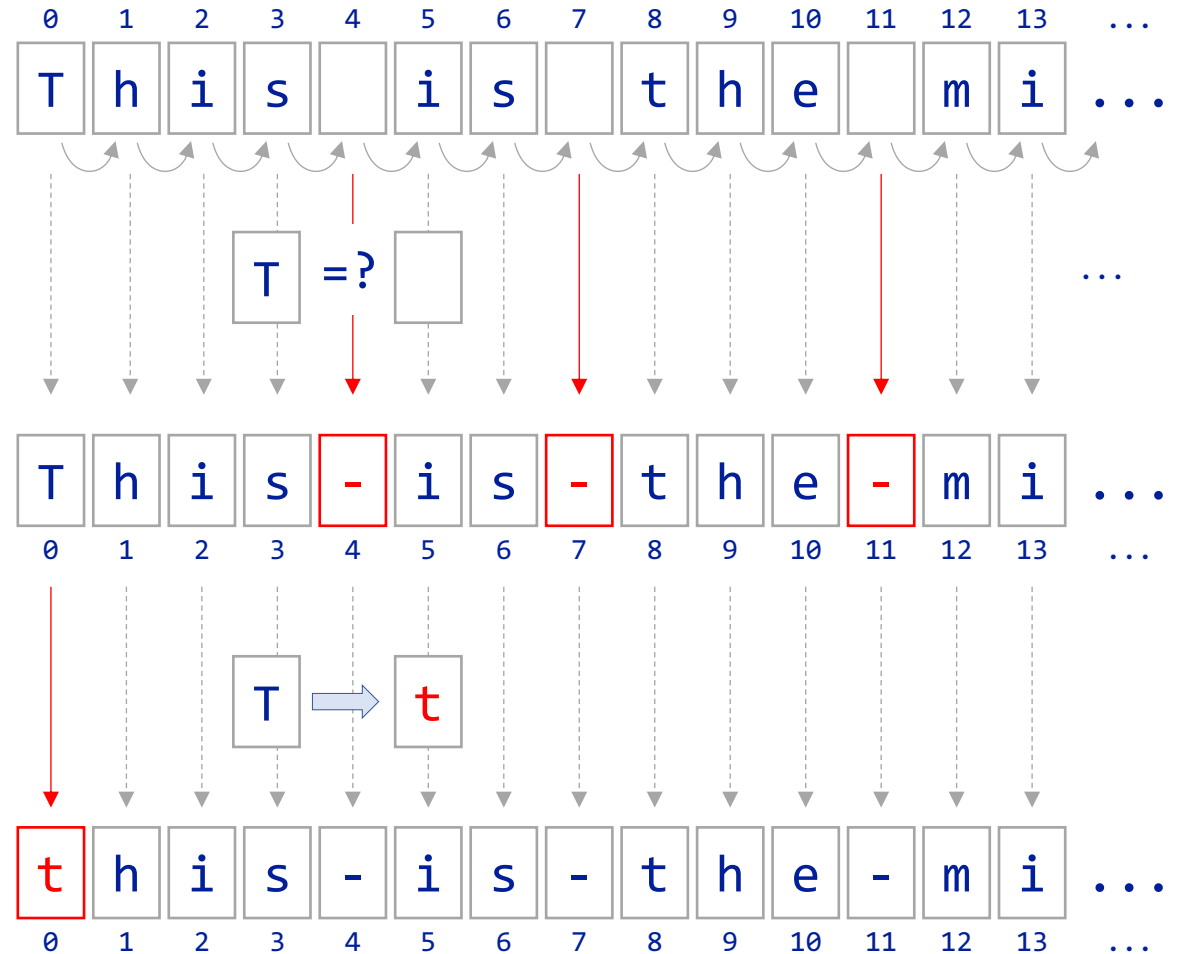 0 1 2 3 4 5 6 7 8 9 10 11 12 13 ...
T h i s i s t h e m i ...
T =? ...
T h i s - i s - t h e - m i ...
0 1 2 3 4 5 6 7 8 9 10 11 12 13 ...
T t
t h i s - i s - t h e - m i ...
0 1 2 3 4 5 6 7 8 9 10 11 12 13 ...